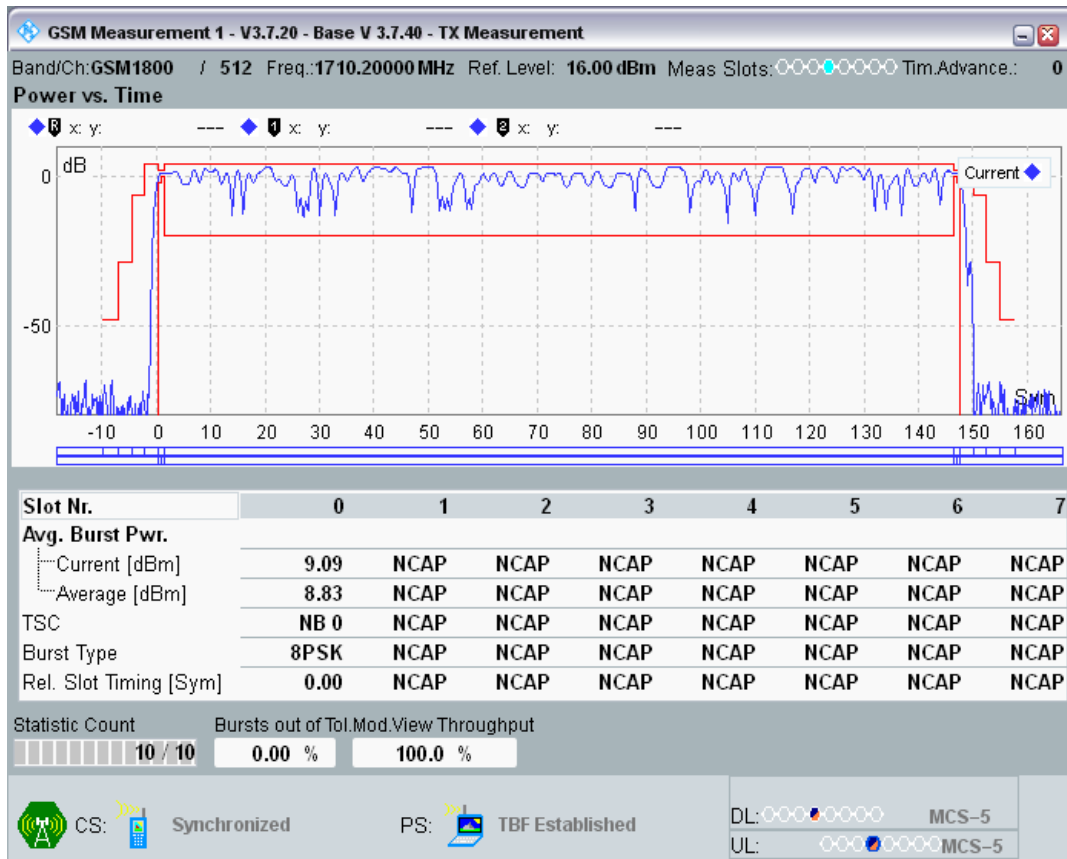 GSM Measurement 1 - V3.7.20 - Base V 3.7.40 - TX Measurement
Band/Ch:GSM1800 / 512 Freq.:1710.20000 MHz Ref. Level: 16.00 dBm Meas Slots: Tim.Advance.: 0
Power vs. Time
R x: y: --- 1 x: y: --- 2 x: y: ---
dB
Current
0
-50
Sym
-10 0 10 20 30 40 50 60 70 80 90 100 110 120 130 140 150 160
Slot Nr. 0 1 2 3 4 5 6 7
Avg. Burst Pwr.
Current [dBm] 9.09 NCAP NCAP NCAP NCAP NCAP NCAP NCAP
Average [dBm] 8.83 NCAP NCAP NCAP NCAP NCAP NCAP NCAP
TSC NB 0 NCAP NCAP NCAP NCAP NCAP NCAP NCAP
Burst Type 8PSK NCAP NCAP NCAP NCAP NCAP NCAP NCAP
Rel. Slot Timing [Sym] 0.00 NCAP NCAP NCAP NCAP NCAP NCAP NCAP
Statistic Count Bursts out of Tol.Mod.View Throughput
10 / 10 0.00 % 100.0 %
CS: Synchronized PS: TBF Established
DL: MCS-5
UL: MCS-5